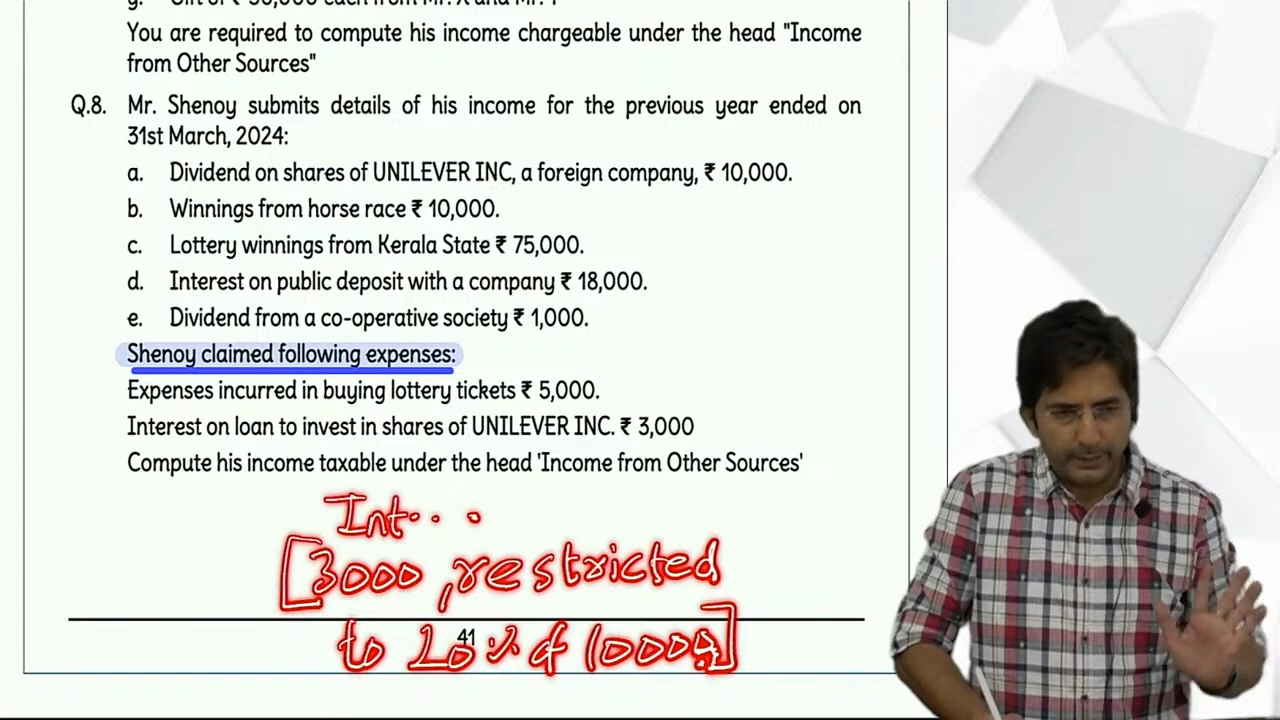 You are required to compute his income chargeable under the head "Income
from Other Sources"
Q.8. Mr. Shenoy submits details of his income for the previous year ended on
31st March, 2024:
a. Dividend on shares of UNILEVER INC, a foreign company, ₹ 10,000.
b. Winnings from horse race ₹ 10,000.
c. Lottery winnings from Kerala State ₹ 75,000.
d. Interest on public deposit with a company ₹ 18,000.
e. Dividend from a co-operative society ₹ 1,000.
Shenoy claimed following expenses:
Expenses incurred in buying lottery tickets ₹ 5,000.
Interest on loan to invest in shares of UNILEVER INC. ₹ 3,000
Compute his income taxable under the head 'Income from Other Sources'
Int...
[3000, restricted
to 20% of 10000]
41